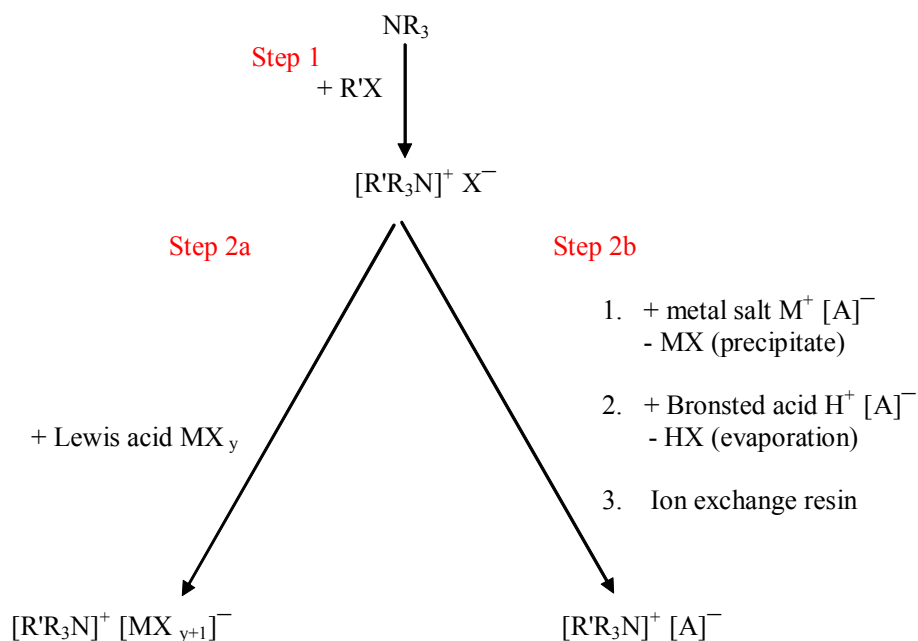 NR₃
Step 1
+ R'X
[R'R₃N]⁺ X⁻
Step 2a
Step 2b
1. + metal salt M⁺ [A]⁻
- MX (precipitate)
2. + Bronsted acid H⁺ [A]⁻
- HX (evaporation)
3. Ion exchange resin
+ Lewis acid MX y
[R'R₃N]⁺ [MX y+1]⁻
[R'R₃N]⁺ [A]⁻